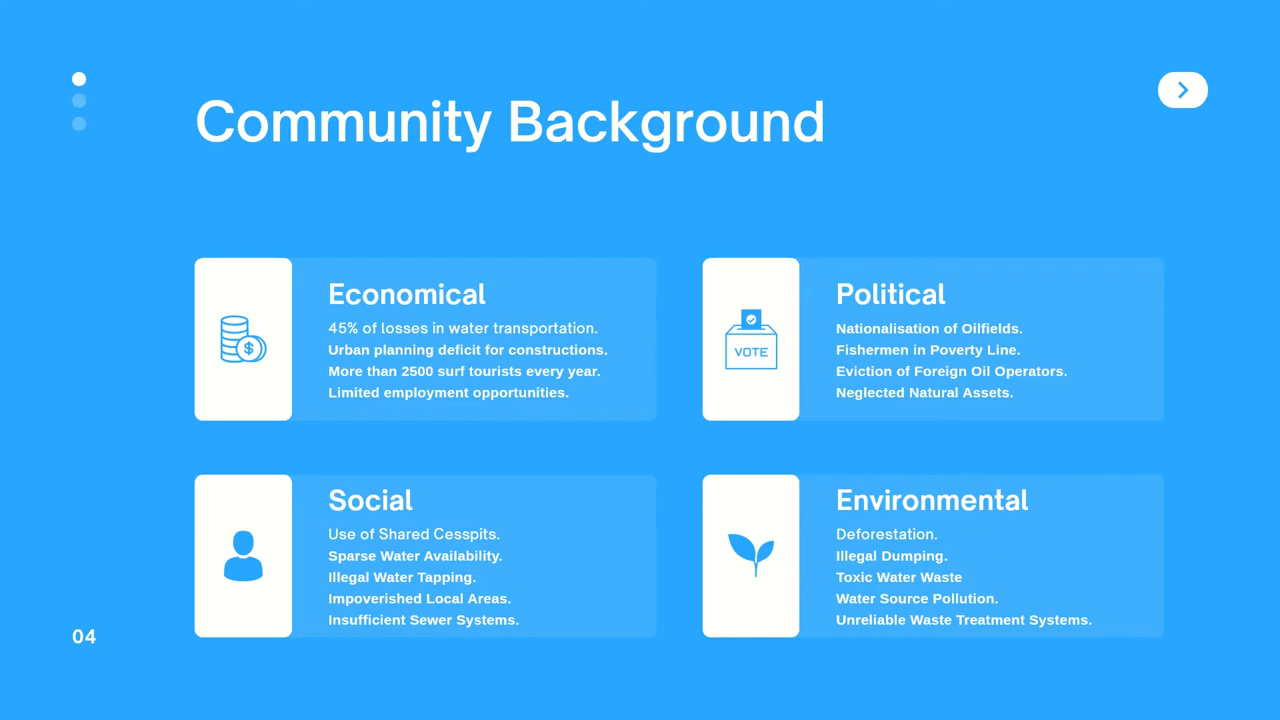 Community Background
Economical
45% of losses in water transportation.
Urban planning deficit for constructions.
More than 2500 surf tourists every year.
Limited employment opportunities.
Political
Nationalisation of Oilfields.
Fishermen in Poverty Line.
Eviction of Foreign Oil Operators.
Neglected Natural Assets.
VOTE
Social
Use of Shared Cesspits.
Sparse Water Availability.
Illegal Water Tapping.
Impoverished Local Areas.
Insufficient Sewer Systems.
Environmental
Deforestation.
Illegal Dumping.
Toxic Water Waste
Water Source Pollution.
Unreliable Waste Treatment Systems.
04